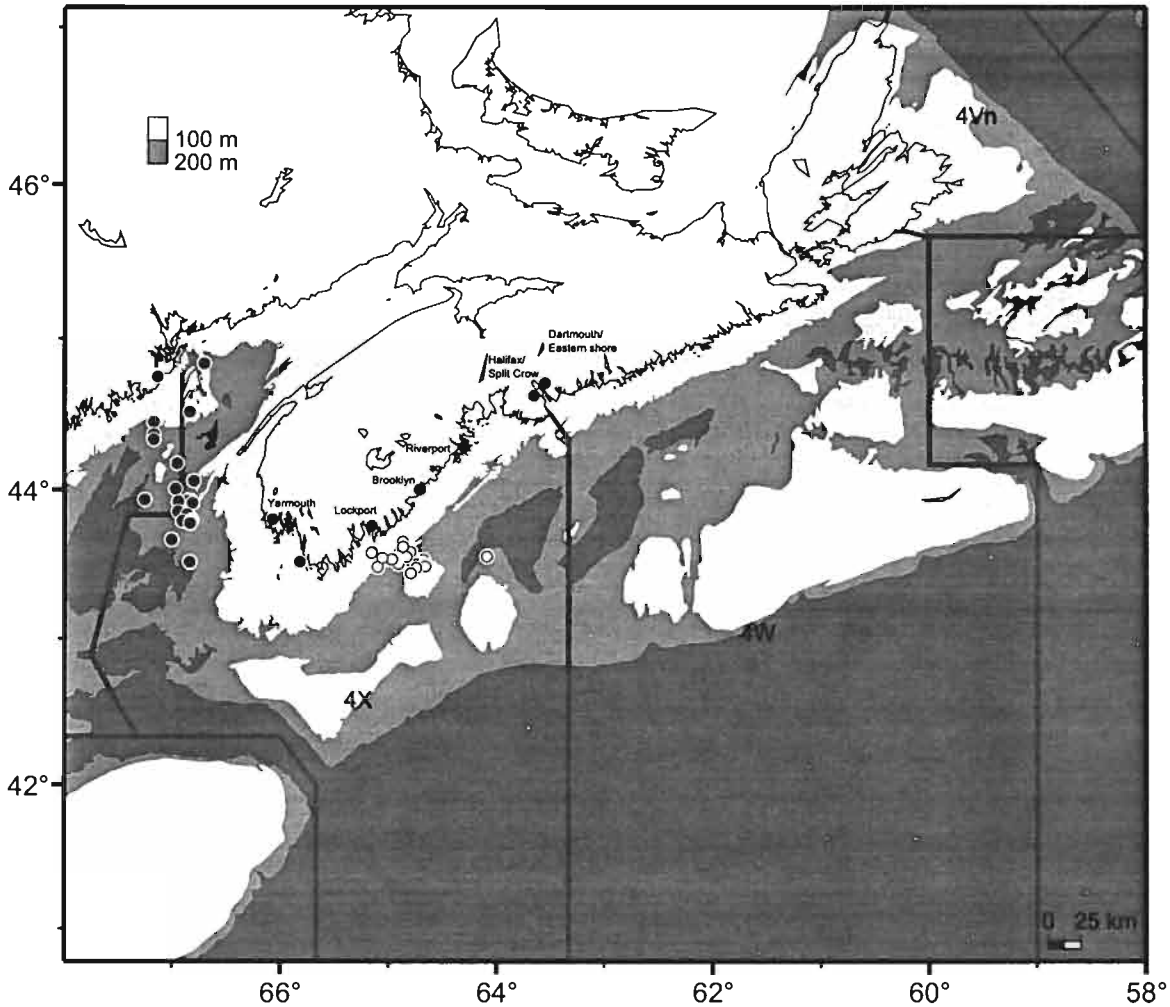 4Vn
100 m
200 m
46°
Dartmouth/
Eastern shore
Halifax/
Split Crow
Riverport
Brooklyn
44°
Yarmouth
Lockport
4W
4X
42°
0 25 km
66° 64° 62° 60° 58°